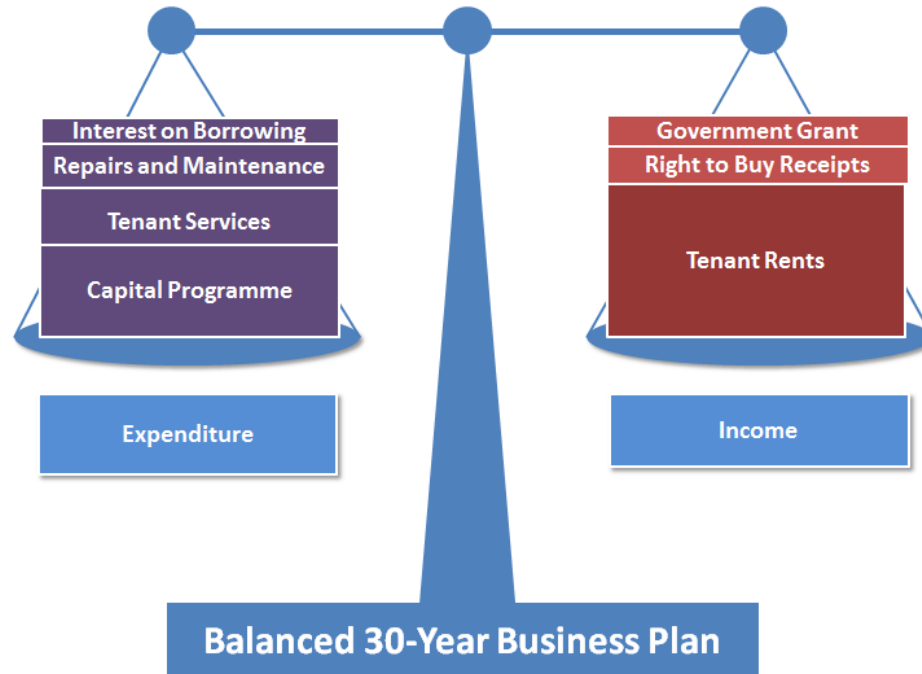 Interest on Borrowing
Repairs and Maintenance
Tenant Services
Capital Programme
Expenditure
Government Grant
Right to Buy Receipts
Tenant Rents
Income
Balanced 30-Year Business Plan